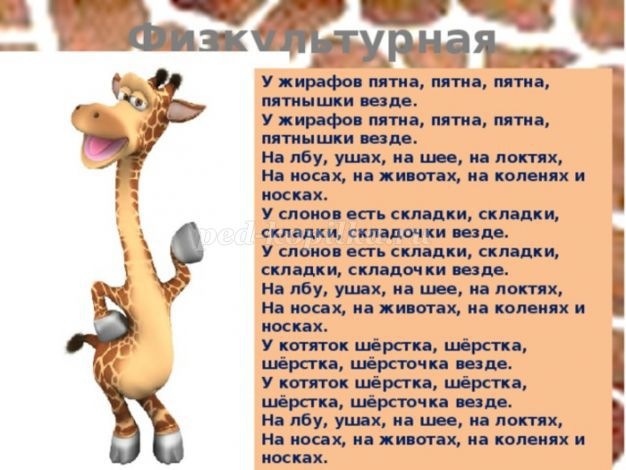 Физкультурная
У жирафов пятна, пятна, пятна,
пятнышки везде.
У жирафов пятна, пятна, пятна,
пятнышки везде.
На лбу, ушах, на шее, на локтях,
На носах, на животах, на коленях и
носках.
У слонов есть складки, складки,
складки, складочки везде.
У слонов есть складки, складки,
складки, складочки везде.
На лбу, ушах, на шее, на локтях,
На носах, на животах, на коленях и
носках.
У котяток шёрстка, шёрстка,
шёрстка, шёрсточка везде.
У котяток шёрстка, шёрстка,
шёрстка, шёрсточка везде.
На лбу, ушах, на шее, на локтях,
На носах, на животах, на коленях и
носках.
ped-kopilka.ru